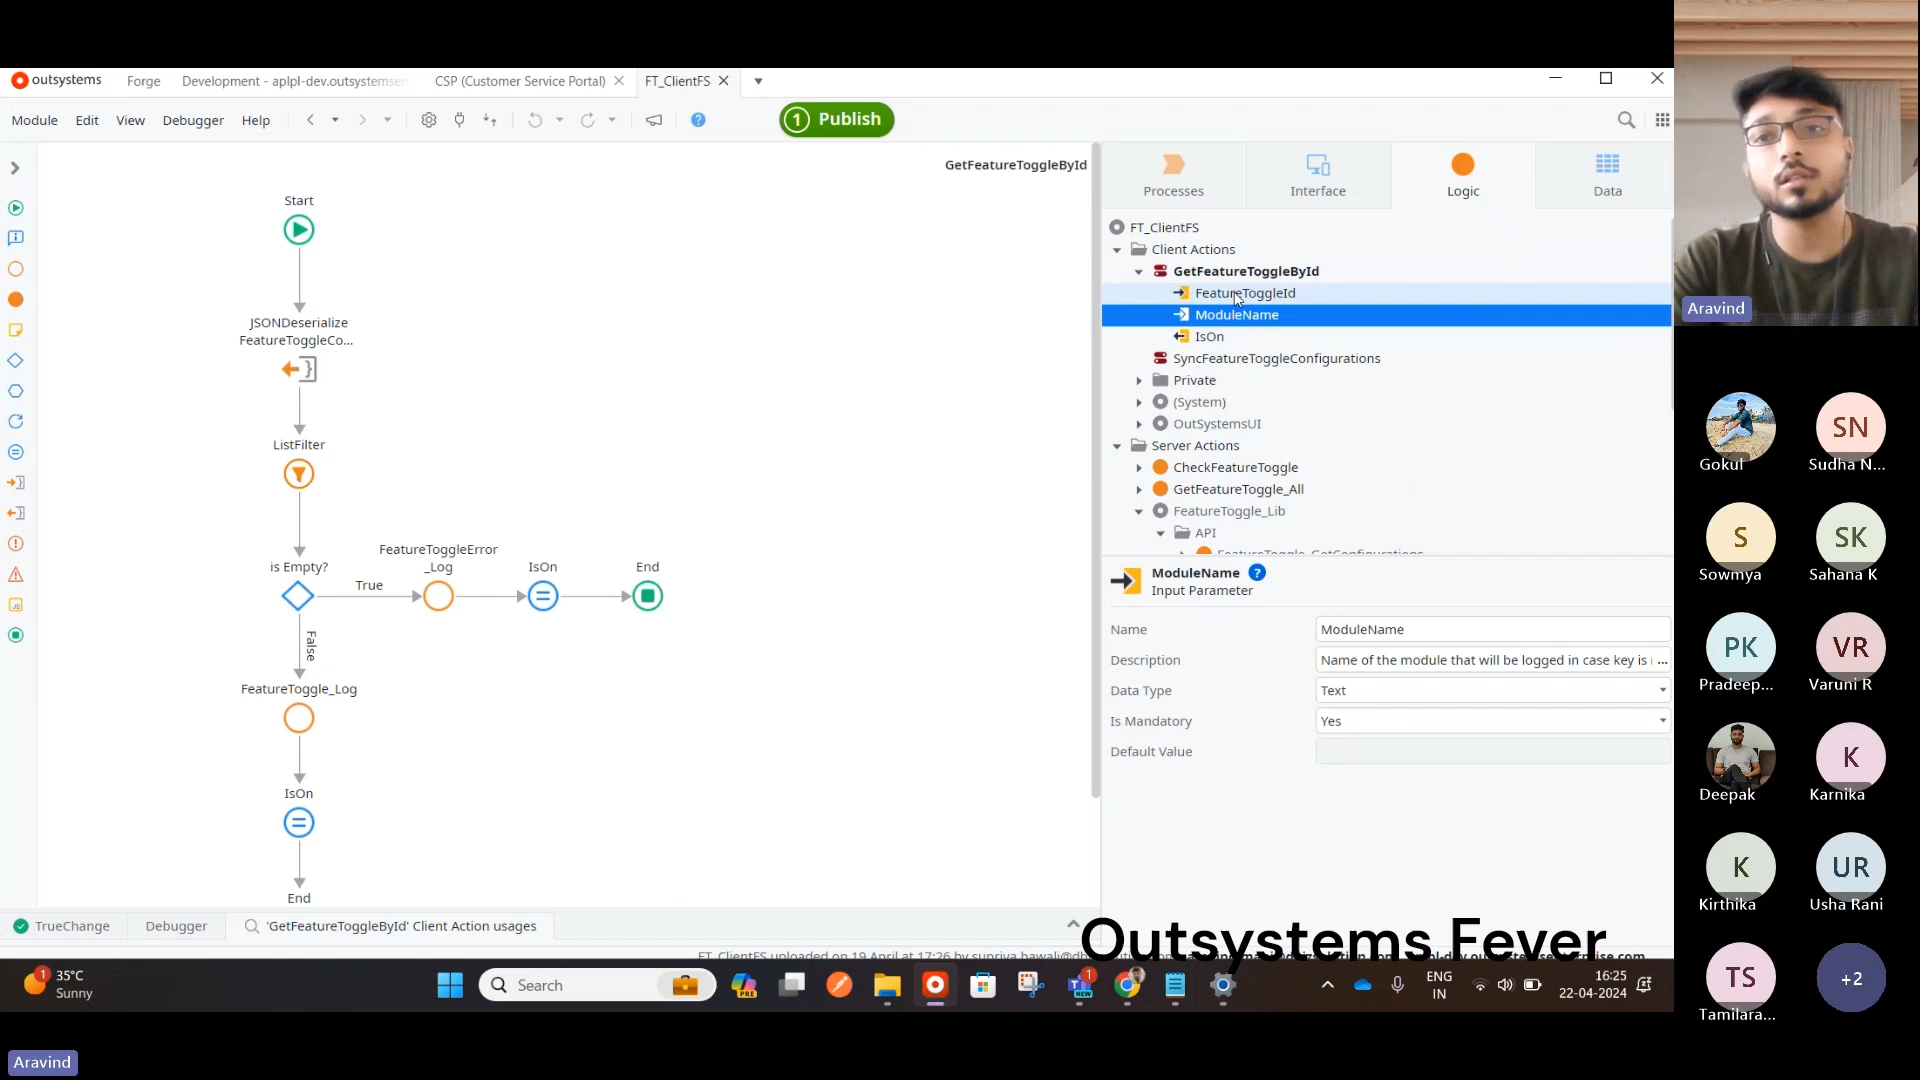 outsystems
Forge
Development - aplpl-dev.outsystemsen
CSP (Customer Service Portal)
FT_ClientFS
Module
Edit
View
Debugger
Help
1
Publish
GetFeatureToggleById
Start
JSONDeserialize
FeatureToggleCo...
ListFilter
is Empty?
True
FeatureToggleError
_Log
IsOn
End
False
FeatureToggle_Log
IsOn
End
Processes
Interface
Logic
Data
FT_ClientFS
Client Actions
GetFeatureToggleById
FeatureToggleId
ModuleName
IsOn
SyncFeatureToggleConfigurations
Private
(System)
OutSystemsUI
Server Actions
CheckFeatureToggle
GetFeatureToggle_All
FeatureToggle_Lib
API
FeatureToggle_GetConfigurations
ModuleName
Input Parameter
Name
ModuleName
Description
Name of the module that will be logged in case key is ...
Data Type
Text
Is Mandatory
Yes
Default Value
TrueChange
Debugger
'GetFeatureToggleById' Client Action usages
FT_ClientFS uploaded on 19 April at 17:26 by
Outsystems Fever
1
35°C
Sunny
Search
PRE
NEW
1
ENG
IN
16:25
22-04-2024
Aravind
Gokul
SN
Sudha N...
S
Sowmya
SK
Sahana K
PK
Pradeep...
VR
Varuni R
Deepak
K
Karnika
K
Kirthika
UR
Usha Rani
TS
Tamilara...
+2
Aravind